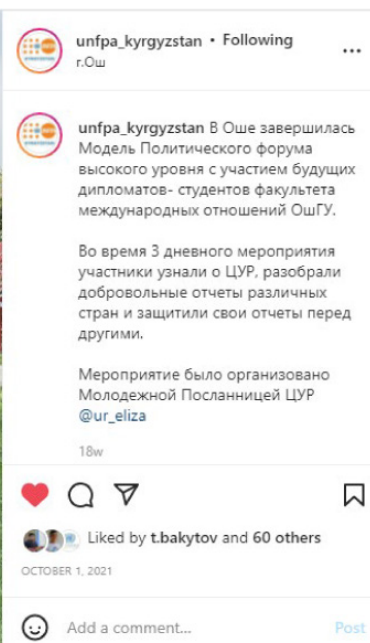 unfpa_kyrgyzstan • Following
г.Ош
unfpa_kyrgyzstan В Оше завершилась
Модель Политического форума
высокого уровня с участием будущих
дипломатов- студентов факультета
международных отношений ОшГУ.
Во время 3 дневного мероприятия
участники узнали о ЦУР, разобрали
добровольные отчеты различных
стран и защитили свои отчеты перед
другими.
Мероприятие было организовано
Молодежной Посланницей ЦУР
@ur_eliza
18w
Liked by t.bakytov and 60 others
OCTOBER 1, 2021
Add a comment...
Post